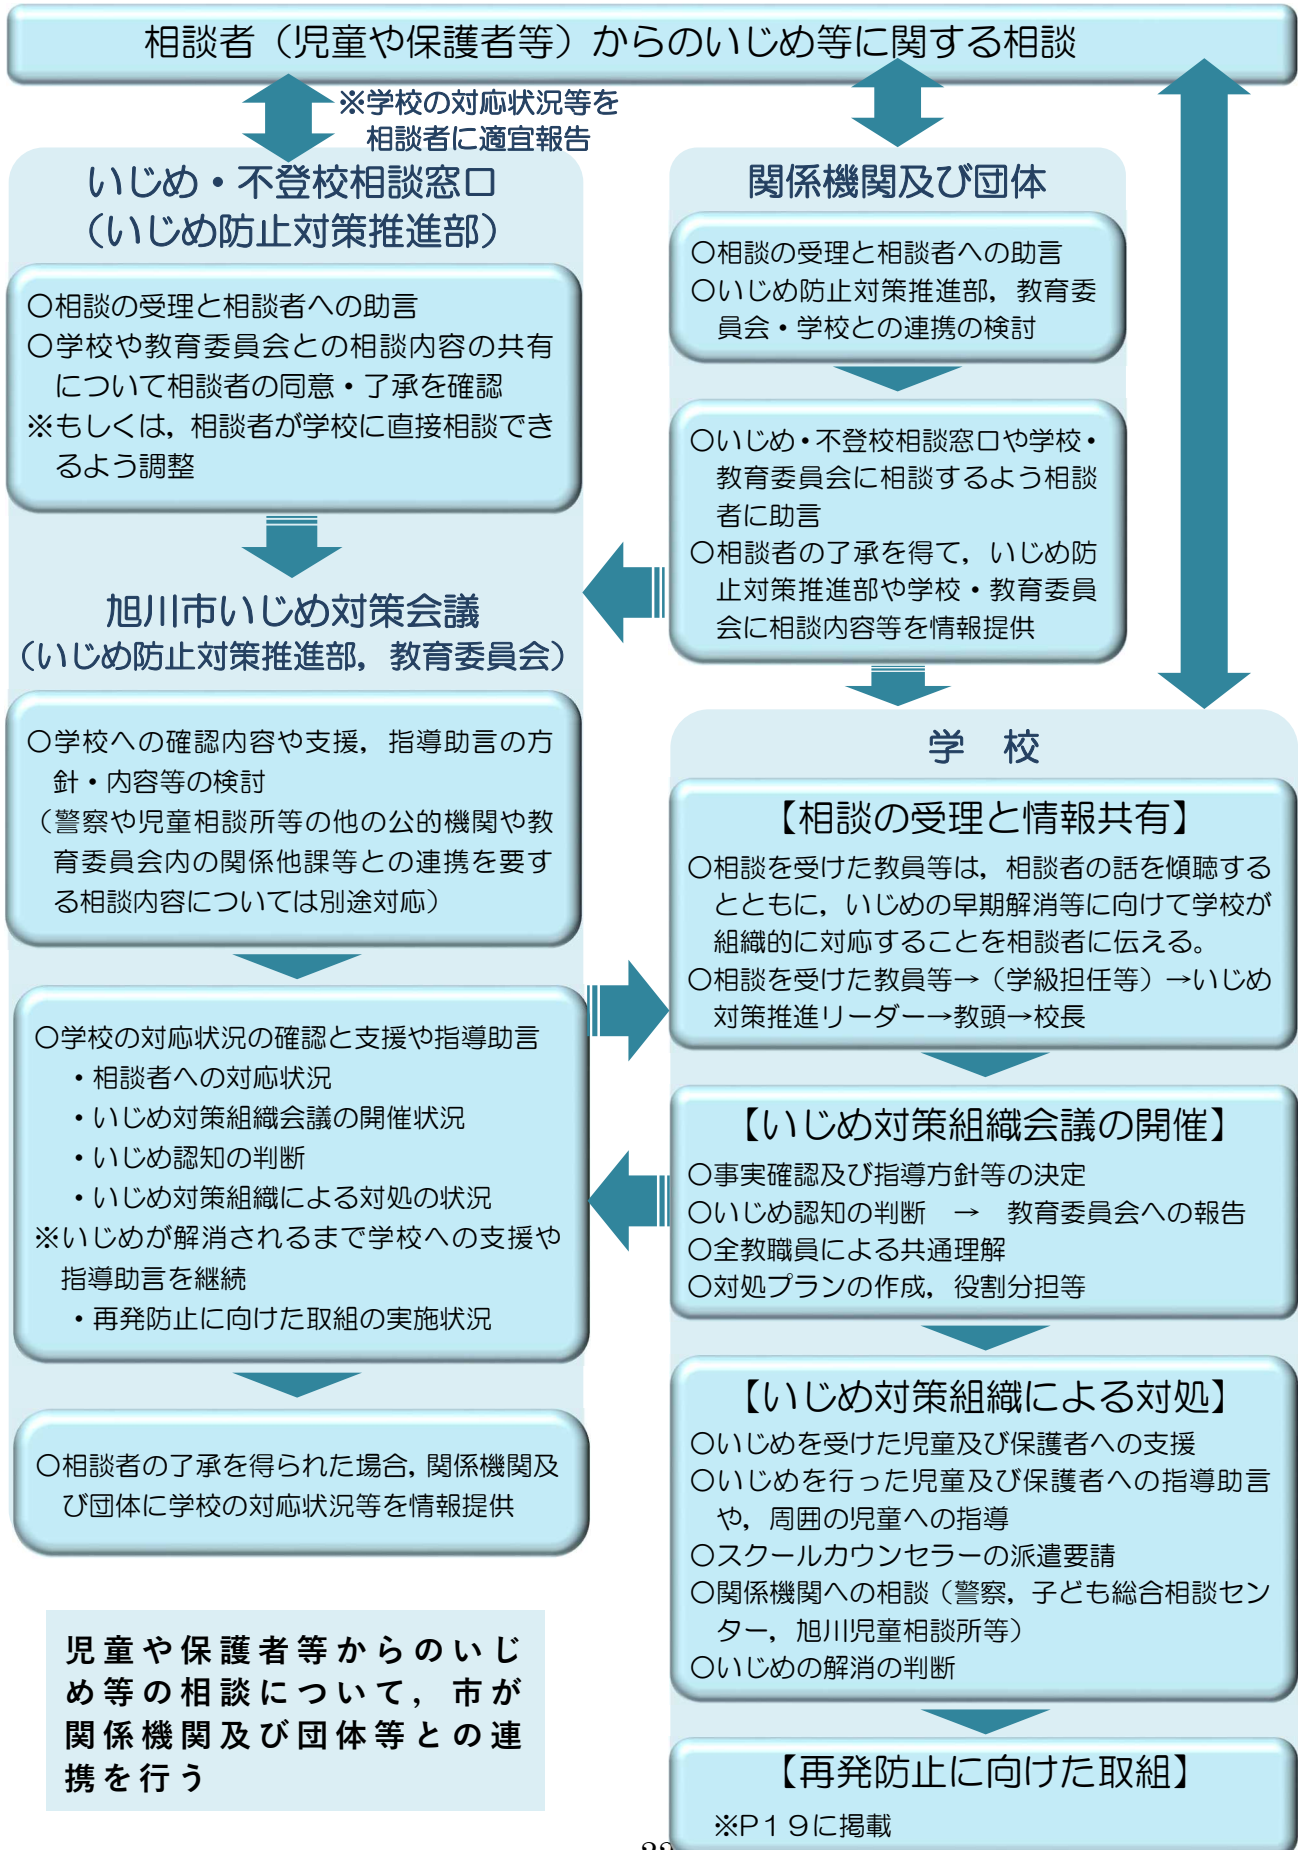 相談者（児童や保護者等）からのいじめ等に関する相談
※学校の対応状況等を
相談者に適宜報告
いじめ・不登校相談窓口
（いじめ防止対策推進部）
〇相談の受理と相談者への助言
〇学校や教育委員会との相談内容の共有
について相談者の同意・了承を確認
※もしくは，相談者が学校に直接相談でき
るよう調整
旭川市いじめ対策会議
（いじめ防止対策推進部，教育委員会）
〇学校への確認内容や支援，指導助言の方
針・内容等の検討
（警察や児童相談所等の他の公的機関や教
育委員会内の関係他課等との連携を要す
る相談内容については別途対応）
〇学校の対応状況の確認と支援や指導助言
・相談者への対応状況
・いじめ対策組織会議の開催状況
・いじめ認知の判断
・いじめ対策組織による対処の状況
※いじめが解消されるまで学校への支援や
指導助言を継続
・再発防止に向けた取組の実施状況
〇相談者の了承を得られた場合，関係機関及
び団体に学校の対応状況等を情報提供
児童や保護者等からのいじ
め等の相談について，市が
関係機関及び団体等との連
携を行う
関係機関及び団体
〇相談の受理と相談者への助言
〇いじめ防止対策推進部，教育委
員会・学校との連携の検討
〇いじめ・不登校相談窓口や学校・
教育委員会に相談するよう相談
者に助言
〇相談者の了承を得て，いじめ防
止対策推進部や学校・教育委員
会に相談内容等を情報提供
学　校
【相談の受理と情報共有】
〇相談を受けた教員等は，相談者の話を傾聴する
とともに，いじめの早期解消等に向けて学校が
組織的に対応することを相談者に伝える。
〇相談を受けた教員等→（学級担任等）→いじめ
対策推進リーダー→教頭→校長
【いじめ対策組織会議の開催】
〇事実確認及び指導方針等の決定
〇いじめ認知の判断　→　教育委員会への報告
〇全教職員による共通理解
〇対処プランの作成，役割分担等
【いじめ対策組織による対処】
〇いじめを受けた児童及び保護者への支援
〇いじめを行った児童及び保護者への指導助言
や，周囲の児童への指導
〇スクールカウンセラーの派遣要請
〇関係機関への相談（警察，子ども総合相談セン
ター，旭川児童相談所等）
〇いじめの解消の判断
【再発防止に向けた取組】
※P１９に掲載